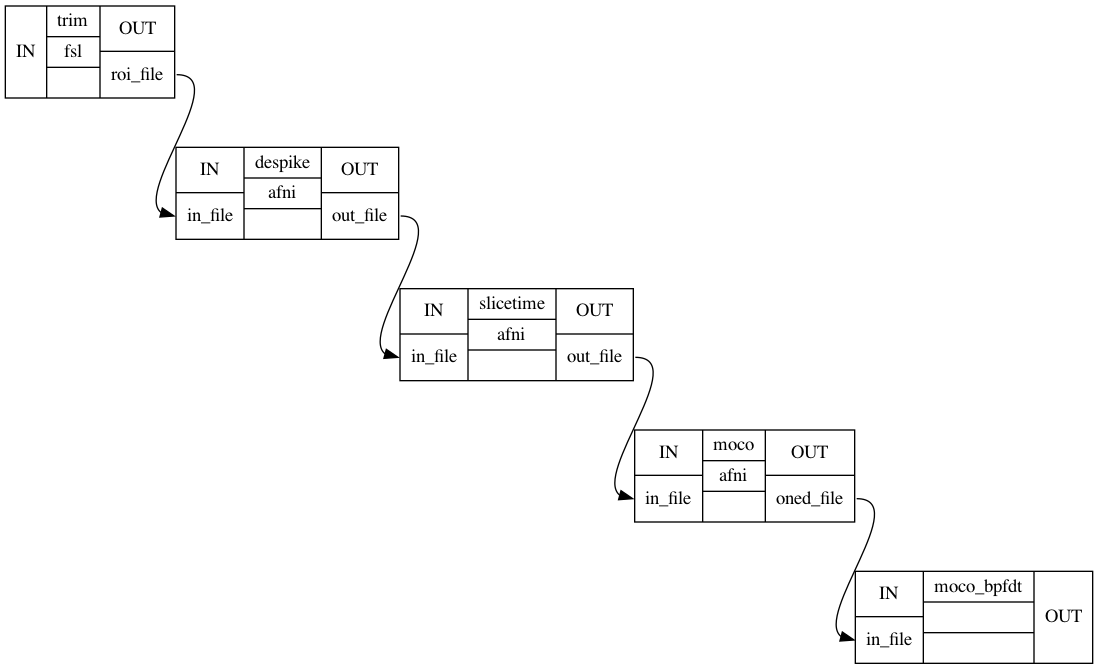 IN
trim
fsl
OUT
roi_file
IN
in_file
despike
afni
OUT
out_file
IN
in_file
slicetime
afni
OUT
out_file
IN
in_file
moco
afni
OUT
oned_file
IN
in_file
moco_bpfdt
OUT